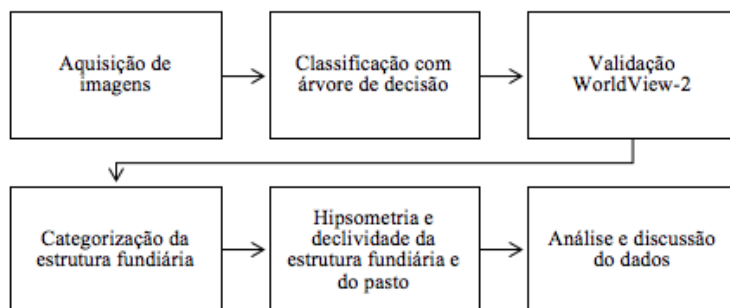 Aquisição de
imagens
Classificação com
árvore de decisão
Validação
WorldView-2
Categorização da
estrutura fundiária
Hipsometria e
declividade da
estrutura fundiária e
do pasto
Análise e discussão
do dados